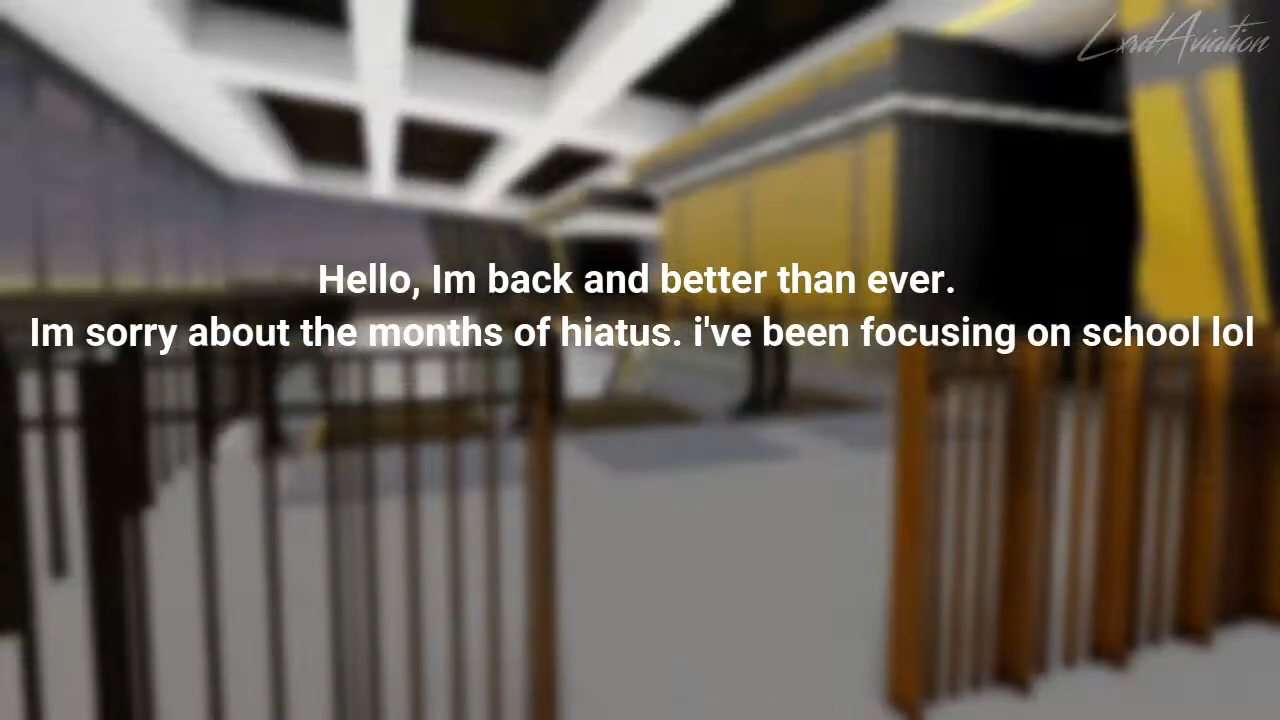 LxrdAviation
Hello, Im back and better than ever.
Im sorry about the months of hiatus. i've been focusing on school lol